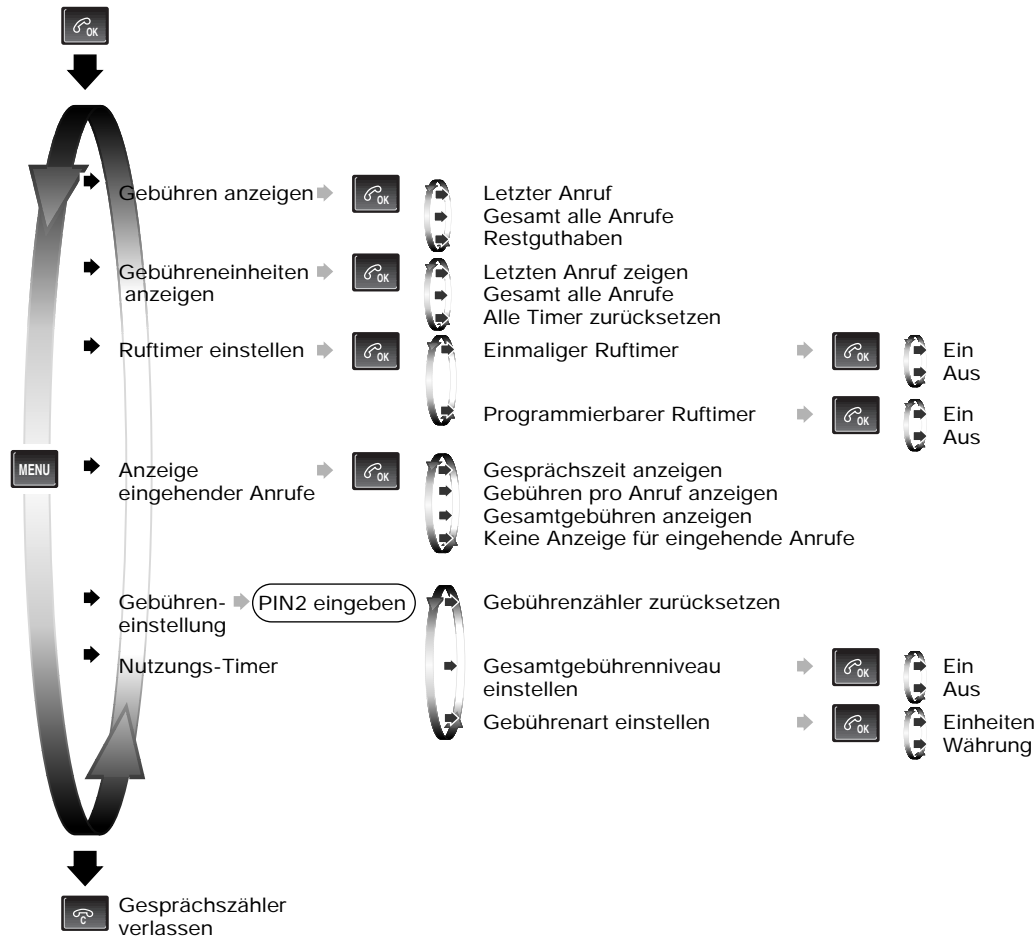 OK
Gebühren anzeigen
OK
Letzter Anruf
Gesamt alle Anrufe
Restguthaben
Gebühreneinheiten
anzeigen
OK
Letzten Anruf zeigen
Gesamt alle Anrufe
Alle Timer zurücksetzen
Ruftimer einstellen
OK
Einmaliger Ruftimer
OK
Ein
Aus
Programmierbarer Ruftimer
OK
Ein
Aus
MENU
Anzeige
eingehender Anrufe
OK
Gesprächszeit anzeigen
Gebühren pro Anruf anzeigen
Gesamtgebühren anzeigen
Keine Anzeige für eingehende Anrufe
Gebühren-
einstellung
PIN2 eingeben
Gebührenzähler zurücksetzen
Nutzungs-Timer
Gesamtgebührenniveau
einstellen
OK
Ein
Aus
Gebührenart einstellen
OK
Einheiten
Währung
C
Gesprächszähler
verlassen